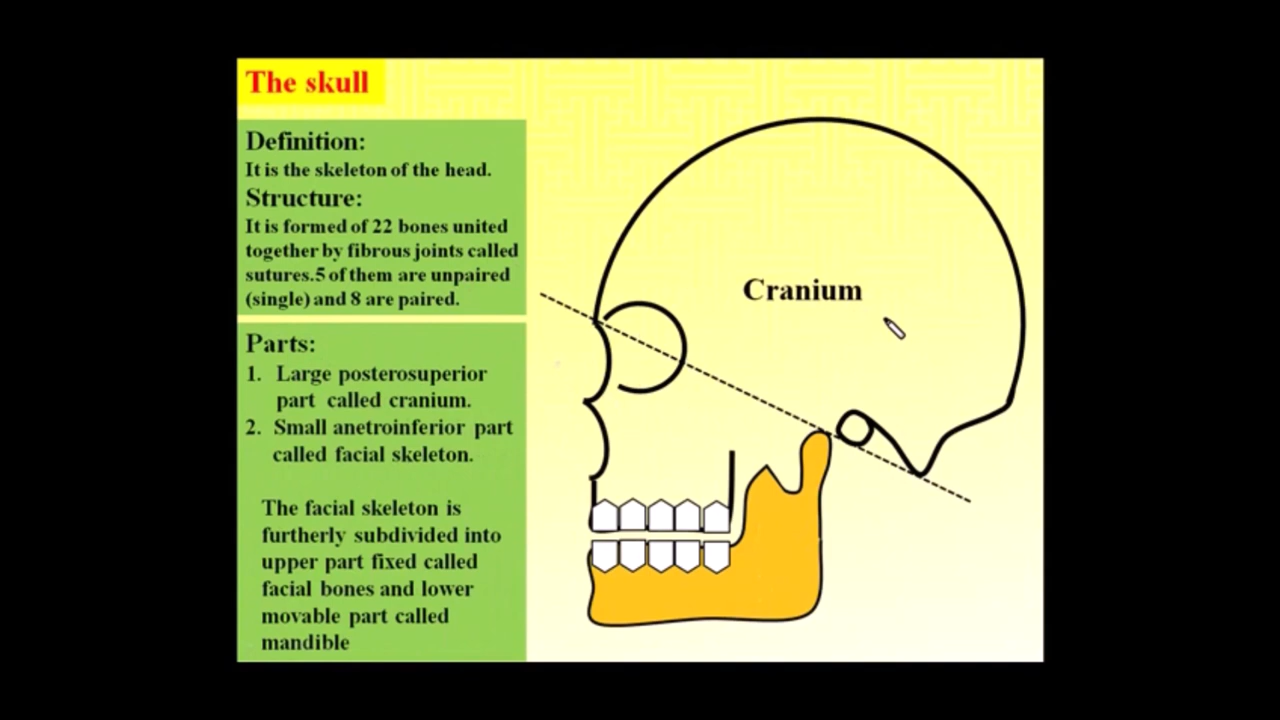 The skull
Definition:
It is the skeleton of the head.
Structure:
It is formed of 22 bones united
together by fibrous joints called
sutures.5 of them are unpaired
(single) and 8 are paired.
Parts:
1. Large posterosuperior
part called cranium.
2. Small anetroinferior part
called facial skeleton.
The facial skeleton is
furtherly subdivided into
upper part fixed called
facial bones and lower
movable part called
mandible
Cranium